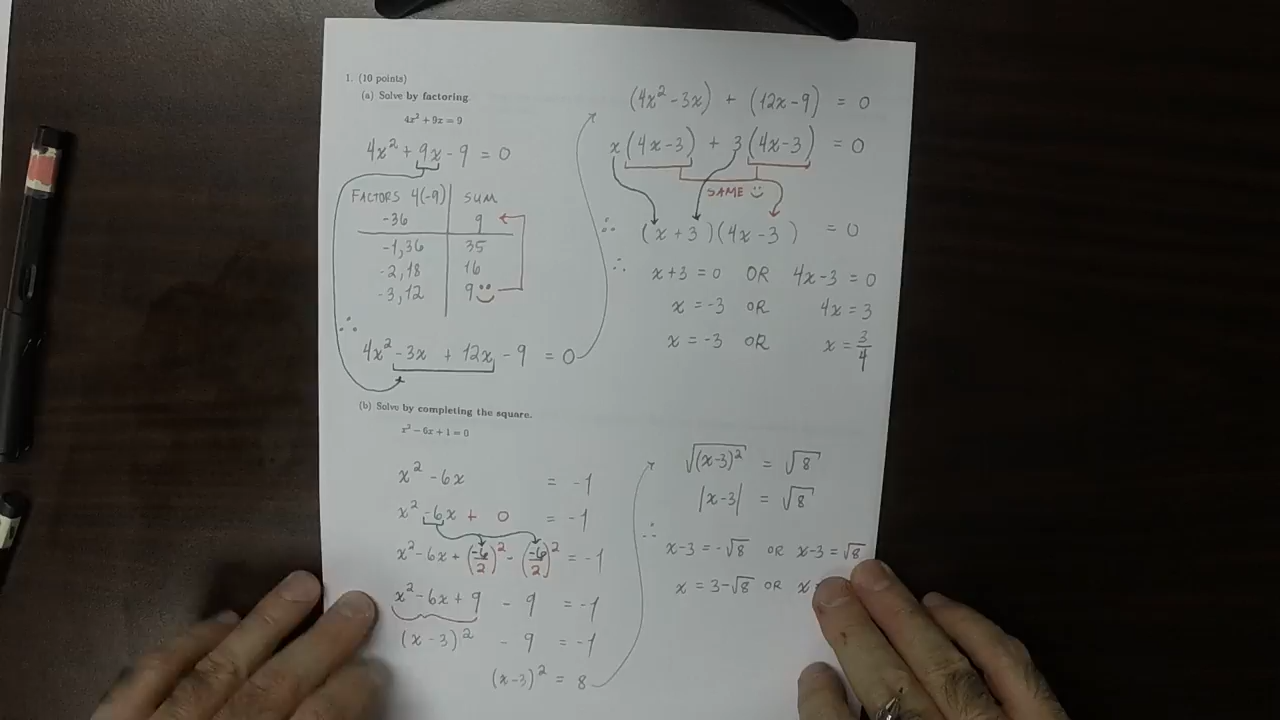 1. (10 points)
(a) Solve by factoring.
4x² + 9x = 9
4x² + 9x - 9 = 0
FACTORS 4(-9) | SUM
-36 | 9
-1, 36 | 35
-2, 18 | 16
-3, 12 | 9
∴
4x² - 3x + 12x - 9 = 0
(4x² - 3x) + (12x - 9) = 0
x(4x - 3) + 3(4x - 3) = 0
SAME
∴ (x + 3)(4x - 3) = 0
∴ x + 3 = 0 OR 4x - 3 = 0
x = -3 OR 4x = 3
x = -3 OR x = 3/4
(b) Solve by completing the square.
x² - 6x + 1 = 0
x² - 6x = -1
x² - 6x + 0 = -1
x² - 6x + (-6/2)² - (-6/2)² = -1
x² - 6x + 9 - 9 = -1
(x - 3)² - 9 = -1
(x - 3)² = 8
√(x - 3)² = √8
|x - 3| = √8
∴ x - 3 = -√8 OR x - 3 = √8
x = 3 - √8 OR x